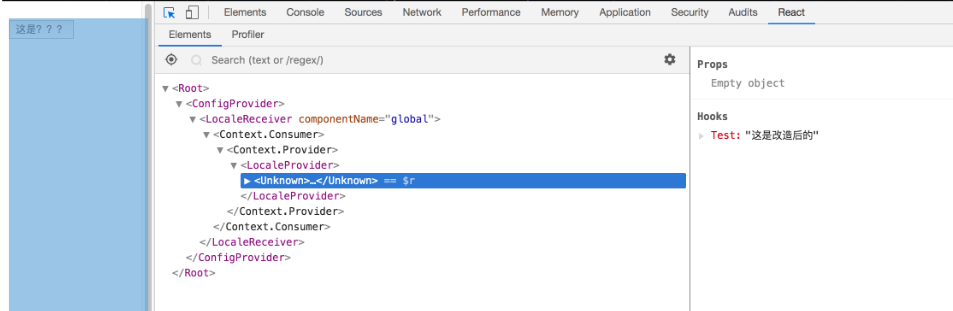 这是？？？
Elements Console Sources Network Performance Memory Application Security Audits React
Elements Profiler
Search (text or /regex/)
▼<Root>
▼<ConfigProvider>
▼<LocaleReceiver componentName="global">
▼<Context.Consumer>
▼<Context.Provider>
▼<LocaleProvider>
▶<Unknown>…</Unknown> == $r
</LocaleProvider>
</Context.Provider>
</Context.Consumer>
</LocaleReceiver>
</ConfigProvider>
</Root>
Props
Empty object
Hooks
▶ Test: "这是改造后的"